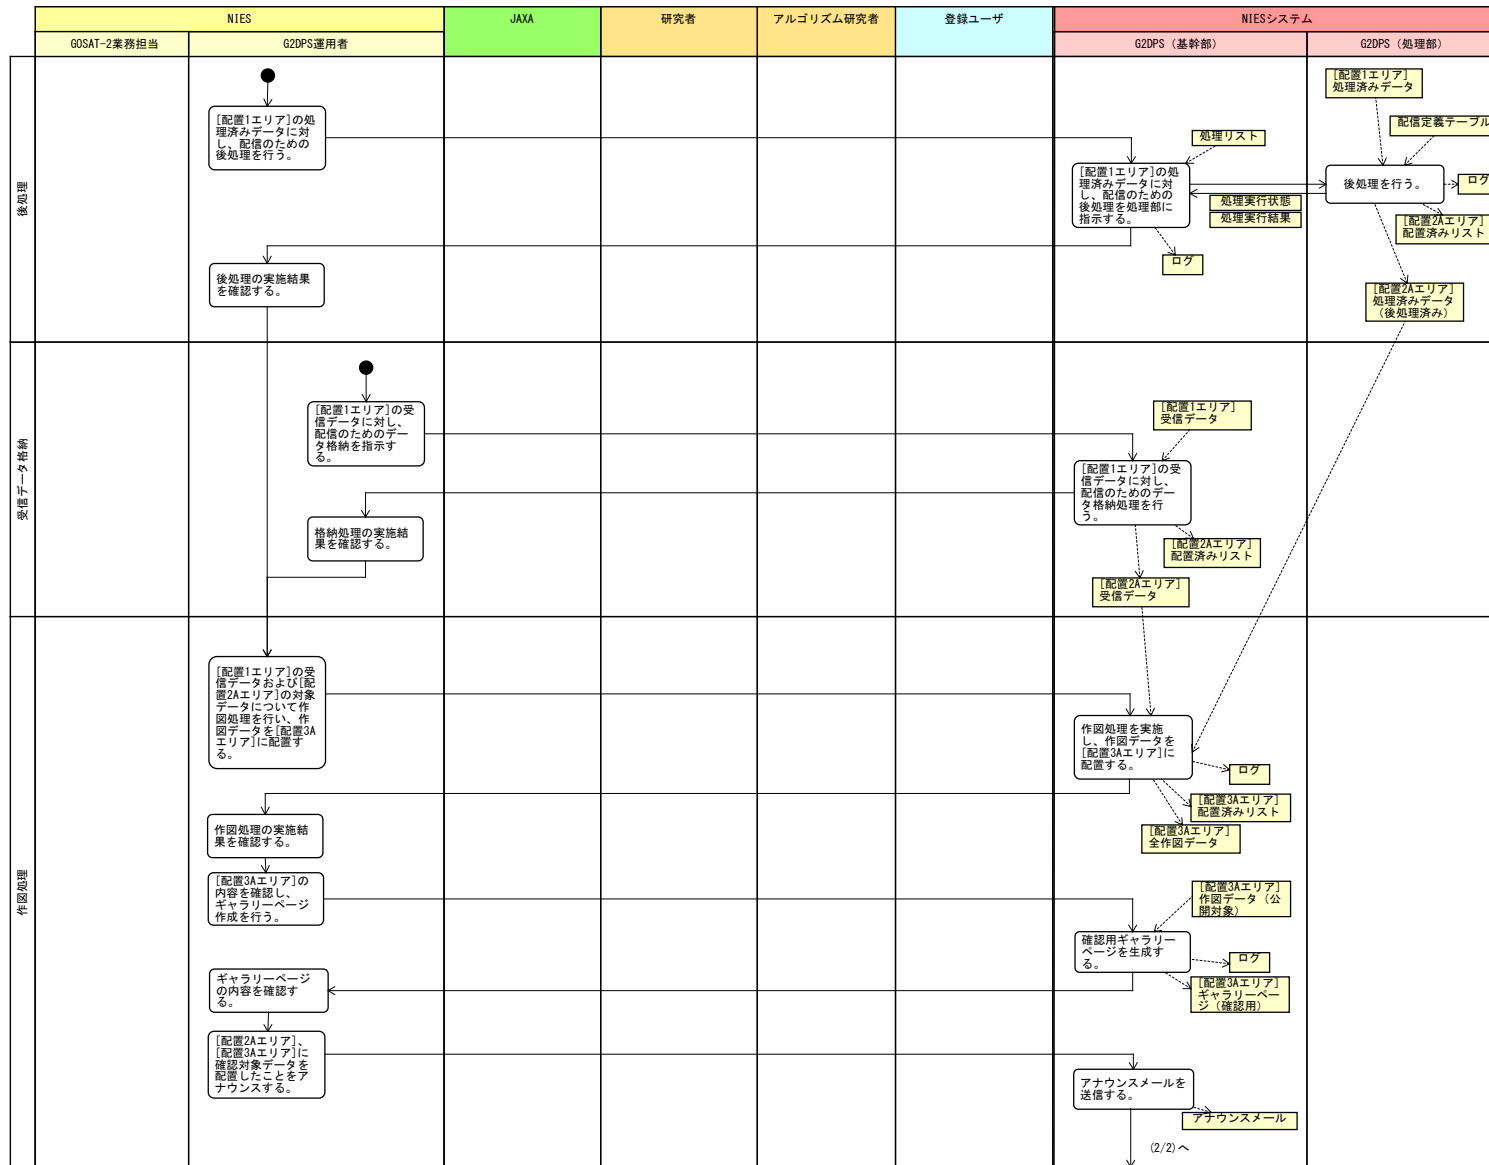 NIES
JAXA
研究者
アルゴリズム研究者
登録ユーザ
NIESシステム
GOSAT-2業務担当
G2DPS運用者
G2DPS（基幹部）
G2DPS（処理部）
後処理
[配置1エリア]の処
理済みデータに対
し、配信のための
後処理を行う。
処理リスト
[配置1エリア]
処理済みデータ
配信定義テーブル
[配置1エリア]の処
理済みデータに対
し、配信のための
後処理を処理部に
指示する。
処理実行状態
処理実行結果
後処理を行う。
ログ
[配置2Aエリア]
配置済みリスト
ログ
後処理の実施結果
を確認する。
[配置2Aエリア]
処理済みデータ
（後処理済み）
受信データ格納
[配置1エリア]の受
信データに対し、
配信のためのデー
タ格納を指示す
る。
[配置1エリア]
受信データ
[配置1エリア]の受
信データに対し、
配信のためのデー
タ格納処理を行
う。
格納処理の実施結
果を確認する。
[配置2Aエリア]
配置済みリスト
[配置2Aエリア]
受信データ
作図処理
[配置1エリア]の受
信データおよび[配
置2Aエリア]の対象
データについて作
図処理を行い、作
図データを[配置3A
エリア]に配置す
る。
作図処理を実施
し、作図データを
[配置3Aエリア]に
配置する。
ログ
[配置3Aエリア]
配置済みリスト
[配置3Aエリア]
全作図データ
作図処理の実施結
果を確認する。
[配置3Aエリア]の
内容を確認し、
ギャラリーページ
作成を行う。
[配置3Aエリア]
作図データ（公
開対象）
確認用ギャラリー
ページを生成す
る。
ログ
[配置3Aエリア]
ギャラリーペー
ジ（確認用）
ギャラリーページ
の内容を確認す
る。
[配置2Aエリア]、
[配置3Aエリア]に
確認対象データを
配置したことをア
ナウンスする。
アナウンスメールを
送信する。
アナウンスメール
(2/2)へ